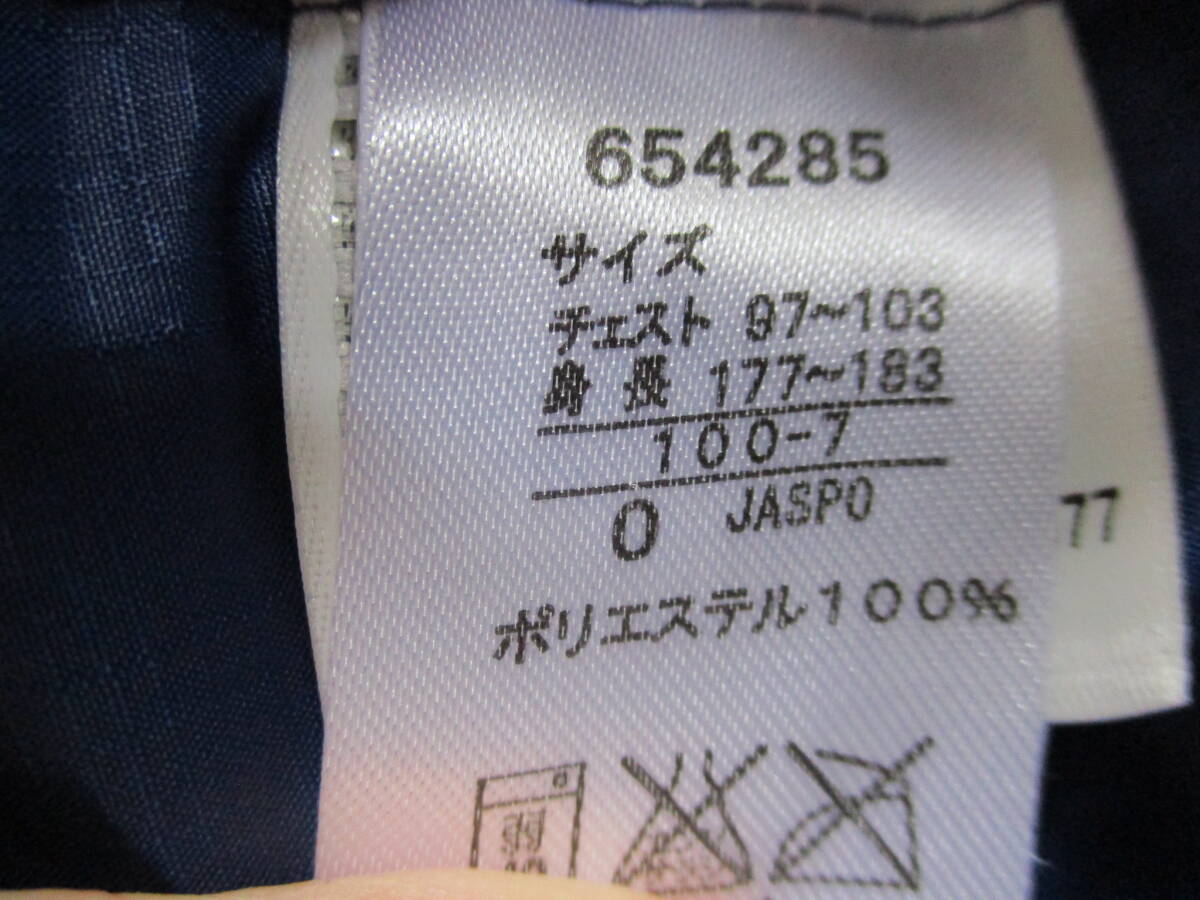 654285
サイズ
チェスト 97~103
身長 177~183
100-7
O JASPO
77
ポリエステル100%
弱